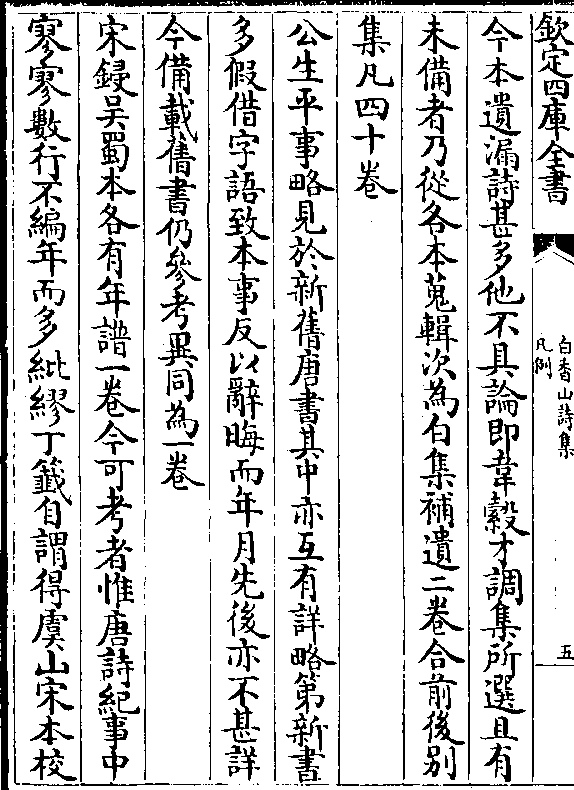 欽定四庫全書
白香山詩集
凡例
五
今本遺漏詩甚多他不具論即韋縠才調集所選且有
未備者乃從各本蒐輯次為白集補遺二卷合前後别
集凡四十卷
公生平事略見於新舊唐書其中亦互有詳略第新書
多假借字語致本事反以辭晦而年月先後亦不甚詳
今備載舊書仍參考異同為一卷
宋鋟吳蜀本各有年譜一卷今可考者惟唐詩紀事中
寥寥數行不編年而多紕繆丁籤自謂得虞山宋本校